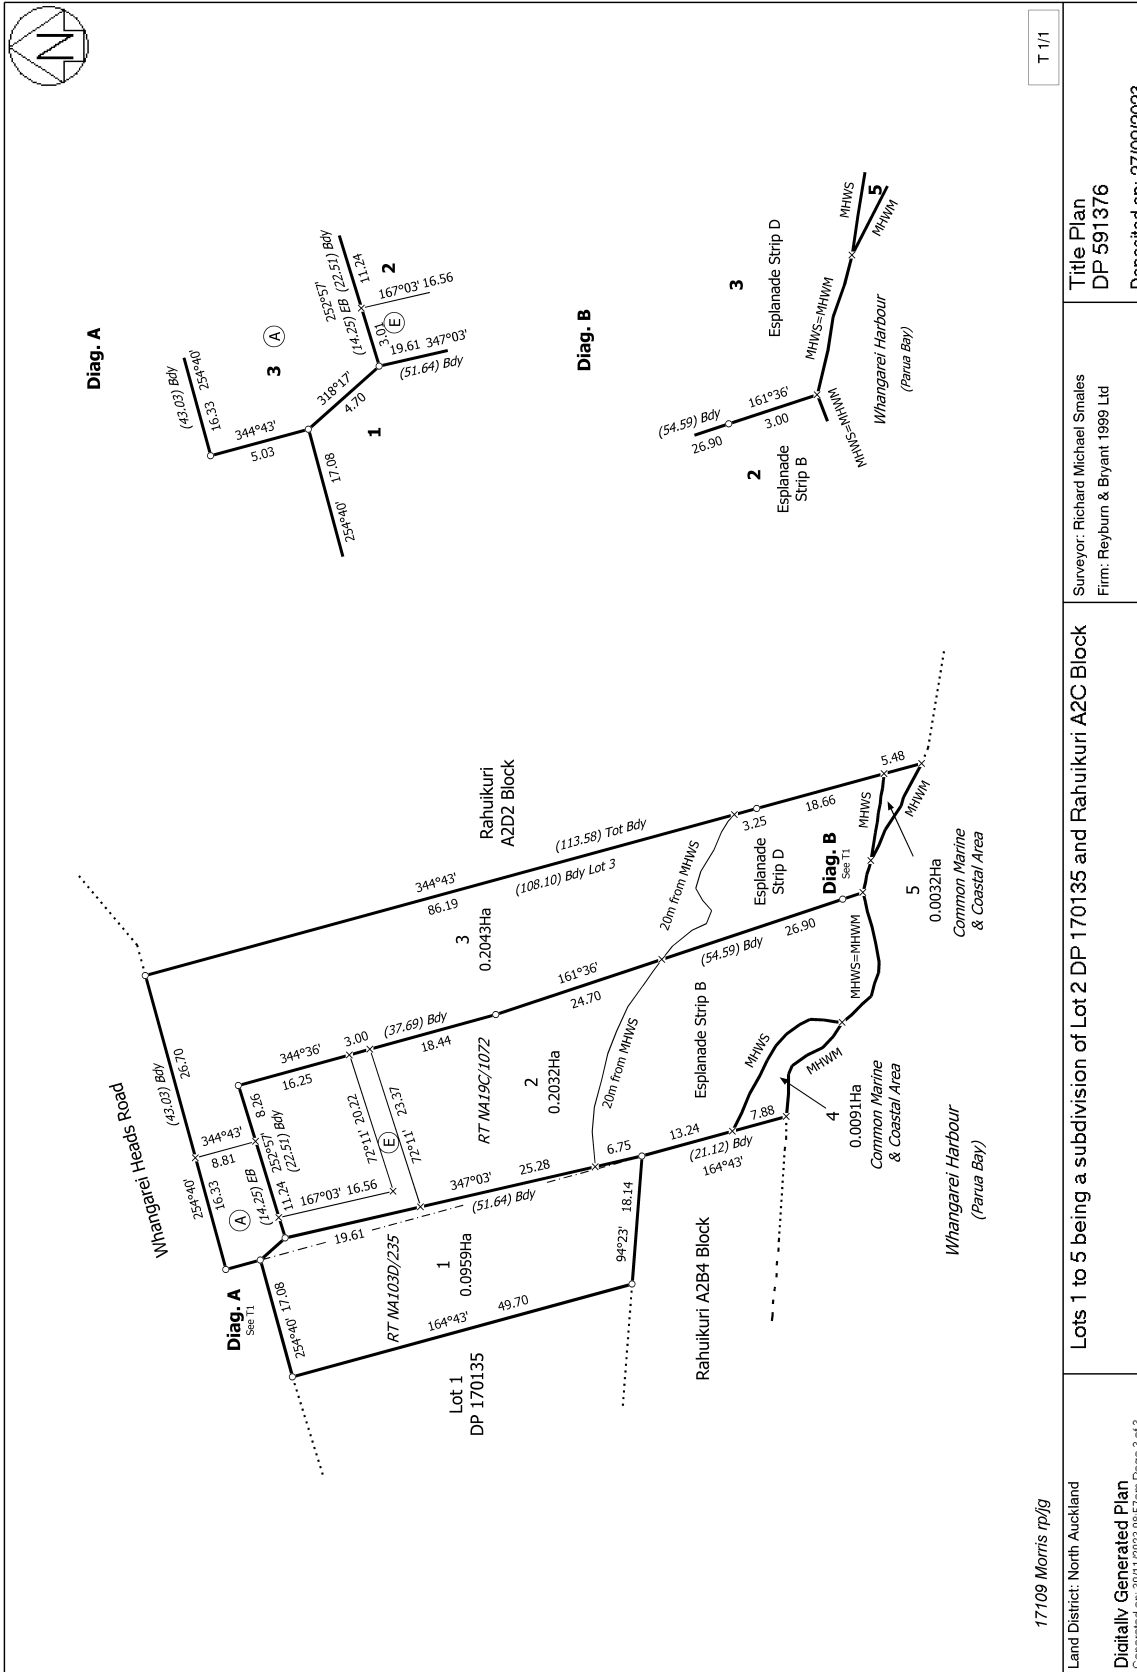 N
T 1/1
Diag. A
(43.03) Bdy
16.33 254°40'
344°43'
5.03
3 A
318°17'
4.70
254°40' 17.08
1
252°57'
(14.25) EB (22.51) Bdy
3.01 11.24
E
2
167°03' 16.56
19.61 347°03'
(51.64) Bdy
Diag. B
(54.59) Bdy
26.90
161°36'
3.00
2
Esplanade
Strip B
3
Esplanade Strip D
MHWS=MHWM
MHWS=MHWM
MHWS
5
MHWM
Whangarei Harbour
(Parua Bay)
Whangarei Heads Road
(43.03) Bdy
254°40' 26.70
16.33
344°43'
8.81
A
(14.25) EB
11.24
252°57' 8.26
(22.51) Bdy
Diag. A
See T1
254°40' 17.08
344°36'
16.25
3.00
(37.69) Bdy
18.44
167°03' 16.56
72°11' 20.22
E
72°11' 23.37
19.61
347°03' 25.28
(51.64) Bdy
RT NA103D/235
1
0.0959Ha
164°43' 49.70
Lot 1
DP 170135
94°23' 18.14
RT NA19C/1072
2
0.2032Ha
344°43'
86.19
(113.58) Tot Bdy
(108.10) Bdy Lot 3
3
0.2043Ha
Rahuikuri
A2D2 Block
161°36'
24.70
20m from MHWS
20m from MHWS
3.25
18.66
5.48
Esplanade
Strip D
(54.59) Bdy
26.90
Diag. B
See T1
Esplanade Strip B
6.75
13.24
7.88
(21.12) Bdy
164°43'
MHWS
MHWM
MHWS=MHWM
MHWS
MHWM
4
0.0091Ha
Common Marine
& Coastal Area
5
0.0032Ha
Common Marine
& Coastal Area
Rahuikuri A2B4 Block
Whangarei Harbour
(Parua Bay)
17109 Morris rp/jg
Land District: North Auckland
Digitally Generated Plan
Lots 1 to 5 being a subdivision of Lot 2 DP 170135 and Rahuikuri A2C Block
Surveyor: Richard Michael Smales
Firm: Reyburn & Bryant 1999 Ltd
Title Plan
DP 591376